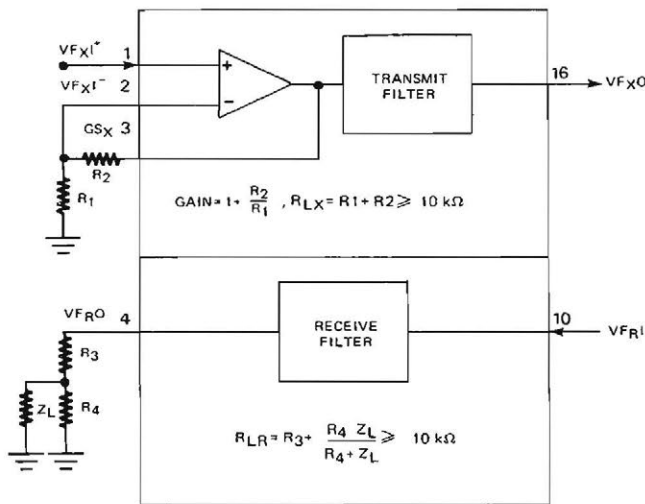 VFXI+ 1
VFXI− 2
GSX 3
R2
R1
+
−
TRANSMIT
FILTER
16
VFXO
GAIN = 1 + R2/R1 , RLX = R1 + R2 ≥ 10 kΩ
VFRO 4
R3
ZL
R4
RECEIVE
FILTER
10
VFRI
RLR = R3 + R4 ZL / R4 + ZL ≥ 10 kΩ